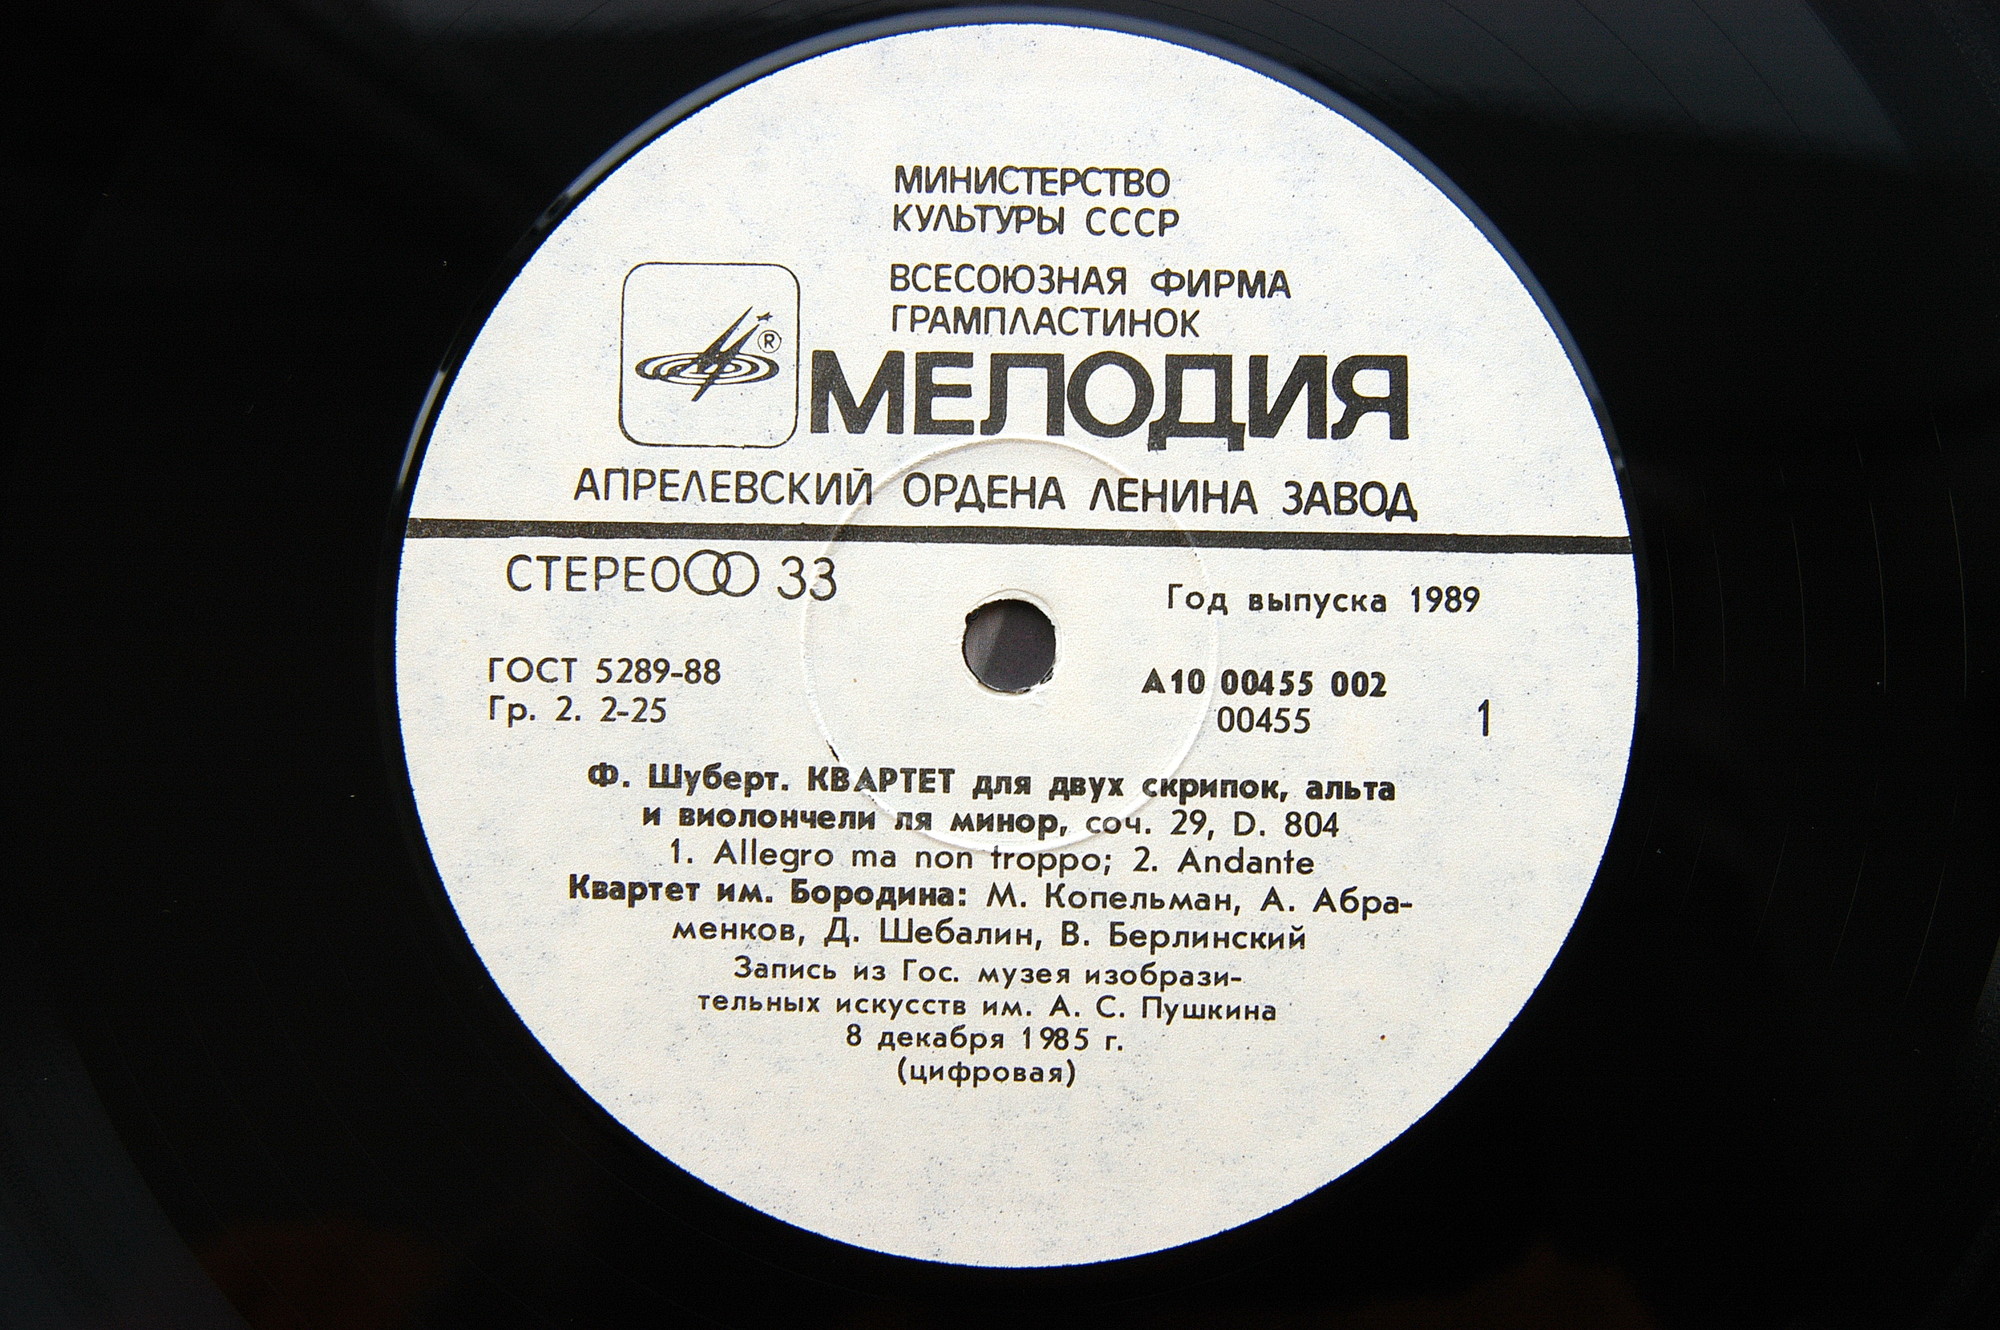 МИНИСТЕРСТВО
КУЛЬТУРЫ СССР
ВСЕСОЮЗНАЯ ФИРМА
ГРАМПЛАСТИНОК
®
МЕЛОДИЯ
АПРЕЛЕВСКИЙ ОРДЕНА ЛЕНИНА ЗАВОД
СТЕРЕО 33
Год выпуска 1989
ГОСТ 5289-88
Гр. 2. 2-25
А10 00455 002
00455
1
Ф. Шуберт. КВАРТЕТ для двух скрипок, альта
и виолончели ля минор, соч. 29, D. 804
1. Allegro ma non troppo; 2. Andante
Квартет им. Бородина: М. Копельман, А. Абра-
менков, Д. Шебалин, В. Берлинский
Запись из Гос. музея изобрази-
тельных искусств им. А. С. Пушкина
8 декабря 1985 г.
(цифровая)